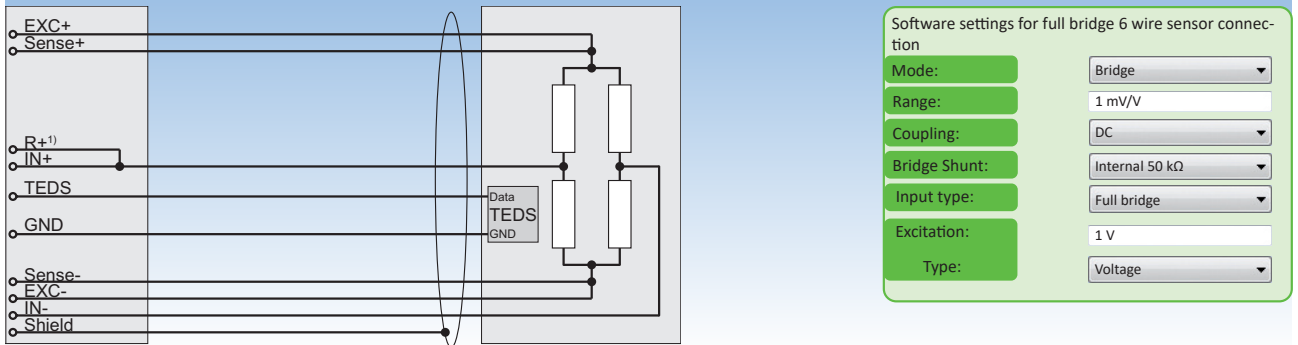 EXC+
Sense+
R+1)
IN+
TEDS
GND
Sense-
EXC-
IN-
Shield
Data
TEDS
GND
Software settings for full bridge 6 wire sensor connec-
tion
Mode: Bridge
Range: 1 mV/V
Coupling: DC
Bridge Shunt: Internal 50 kΩ
Input type: Full bridge
Excitation: 1 V
Type: Voltage